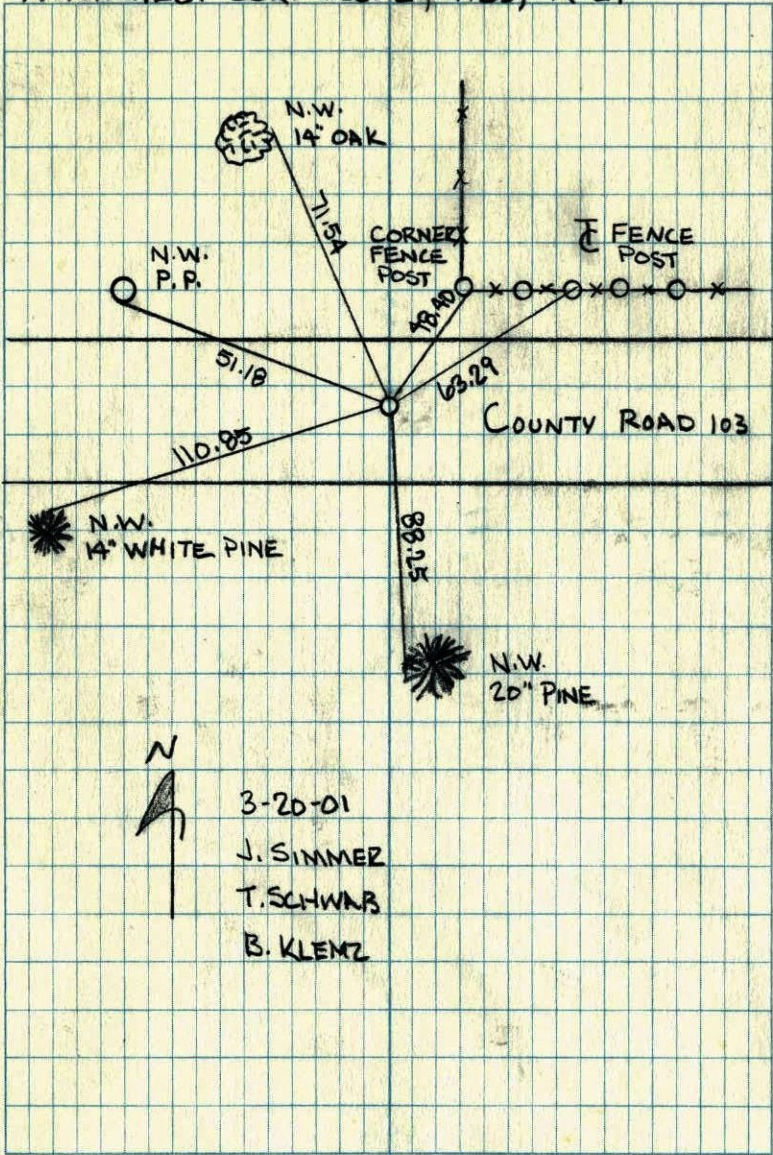 N.W.
14" OAK
71.54
CORNER
FENCE
POST
℄ FENCE
POST
N.W.
P.P.
48.40
51.18
63.29
COUNTY ROAD 103
110.85
N.W.
14" WHITE PINE
88.25
N.W.
20" PINE
N
3-20-01
J. SIMMER
T. SCHWAB
B. KLEMZ